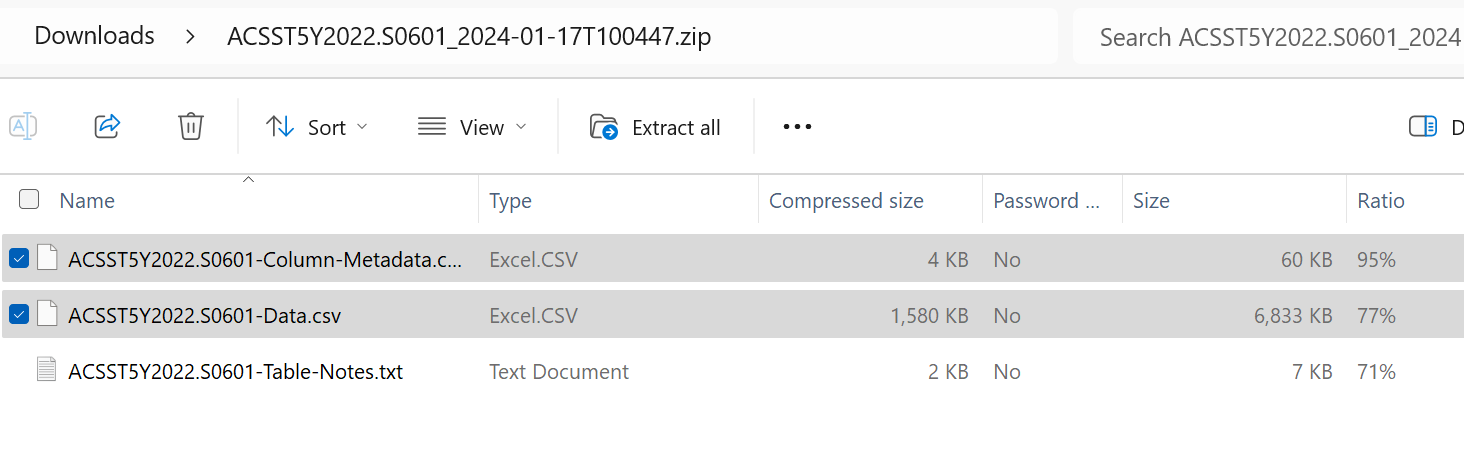 Downloads > ACSST5Y2022.S0601_2024-01-17T100447.zip Search ACSST5Y2022.S0601_2024
Sort View Extract all ... D
Name Type Compressed size Password ... Size Ratio
ACSST5Y2022.S0601-Column-Metadata.c... Excel.CSV 4 KB No 60 KB 95%
ACSST5Y2022.S0601-Data.csv Excel.CSV 1,580 KB No 6,833 KB 77%
ACSST5Y2022.S0601-Table-Notes.txt Text Document 2 KB No 7 KB 71%